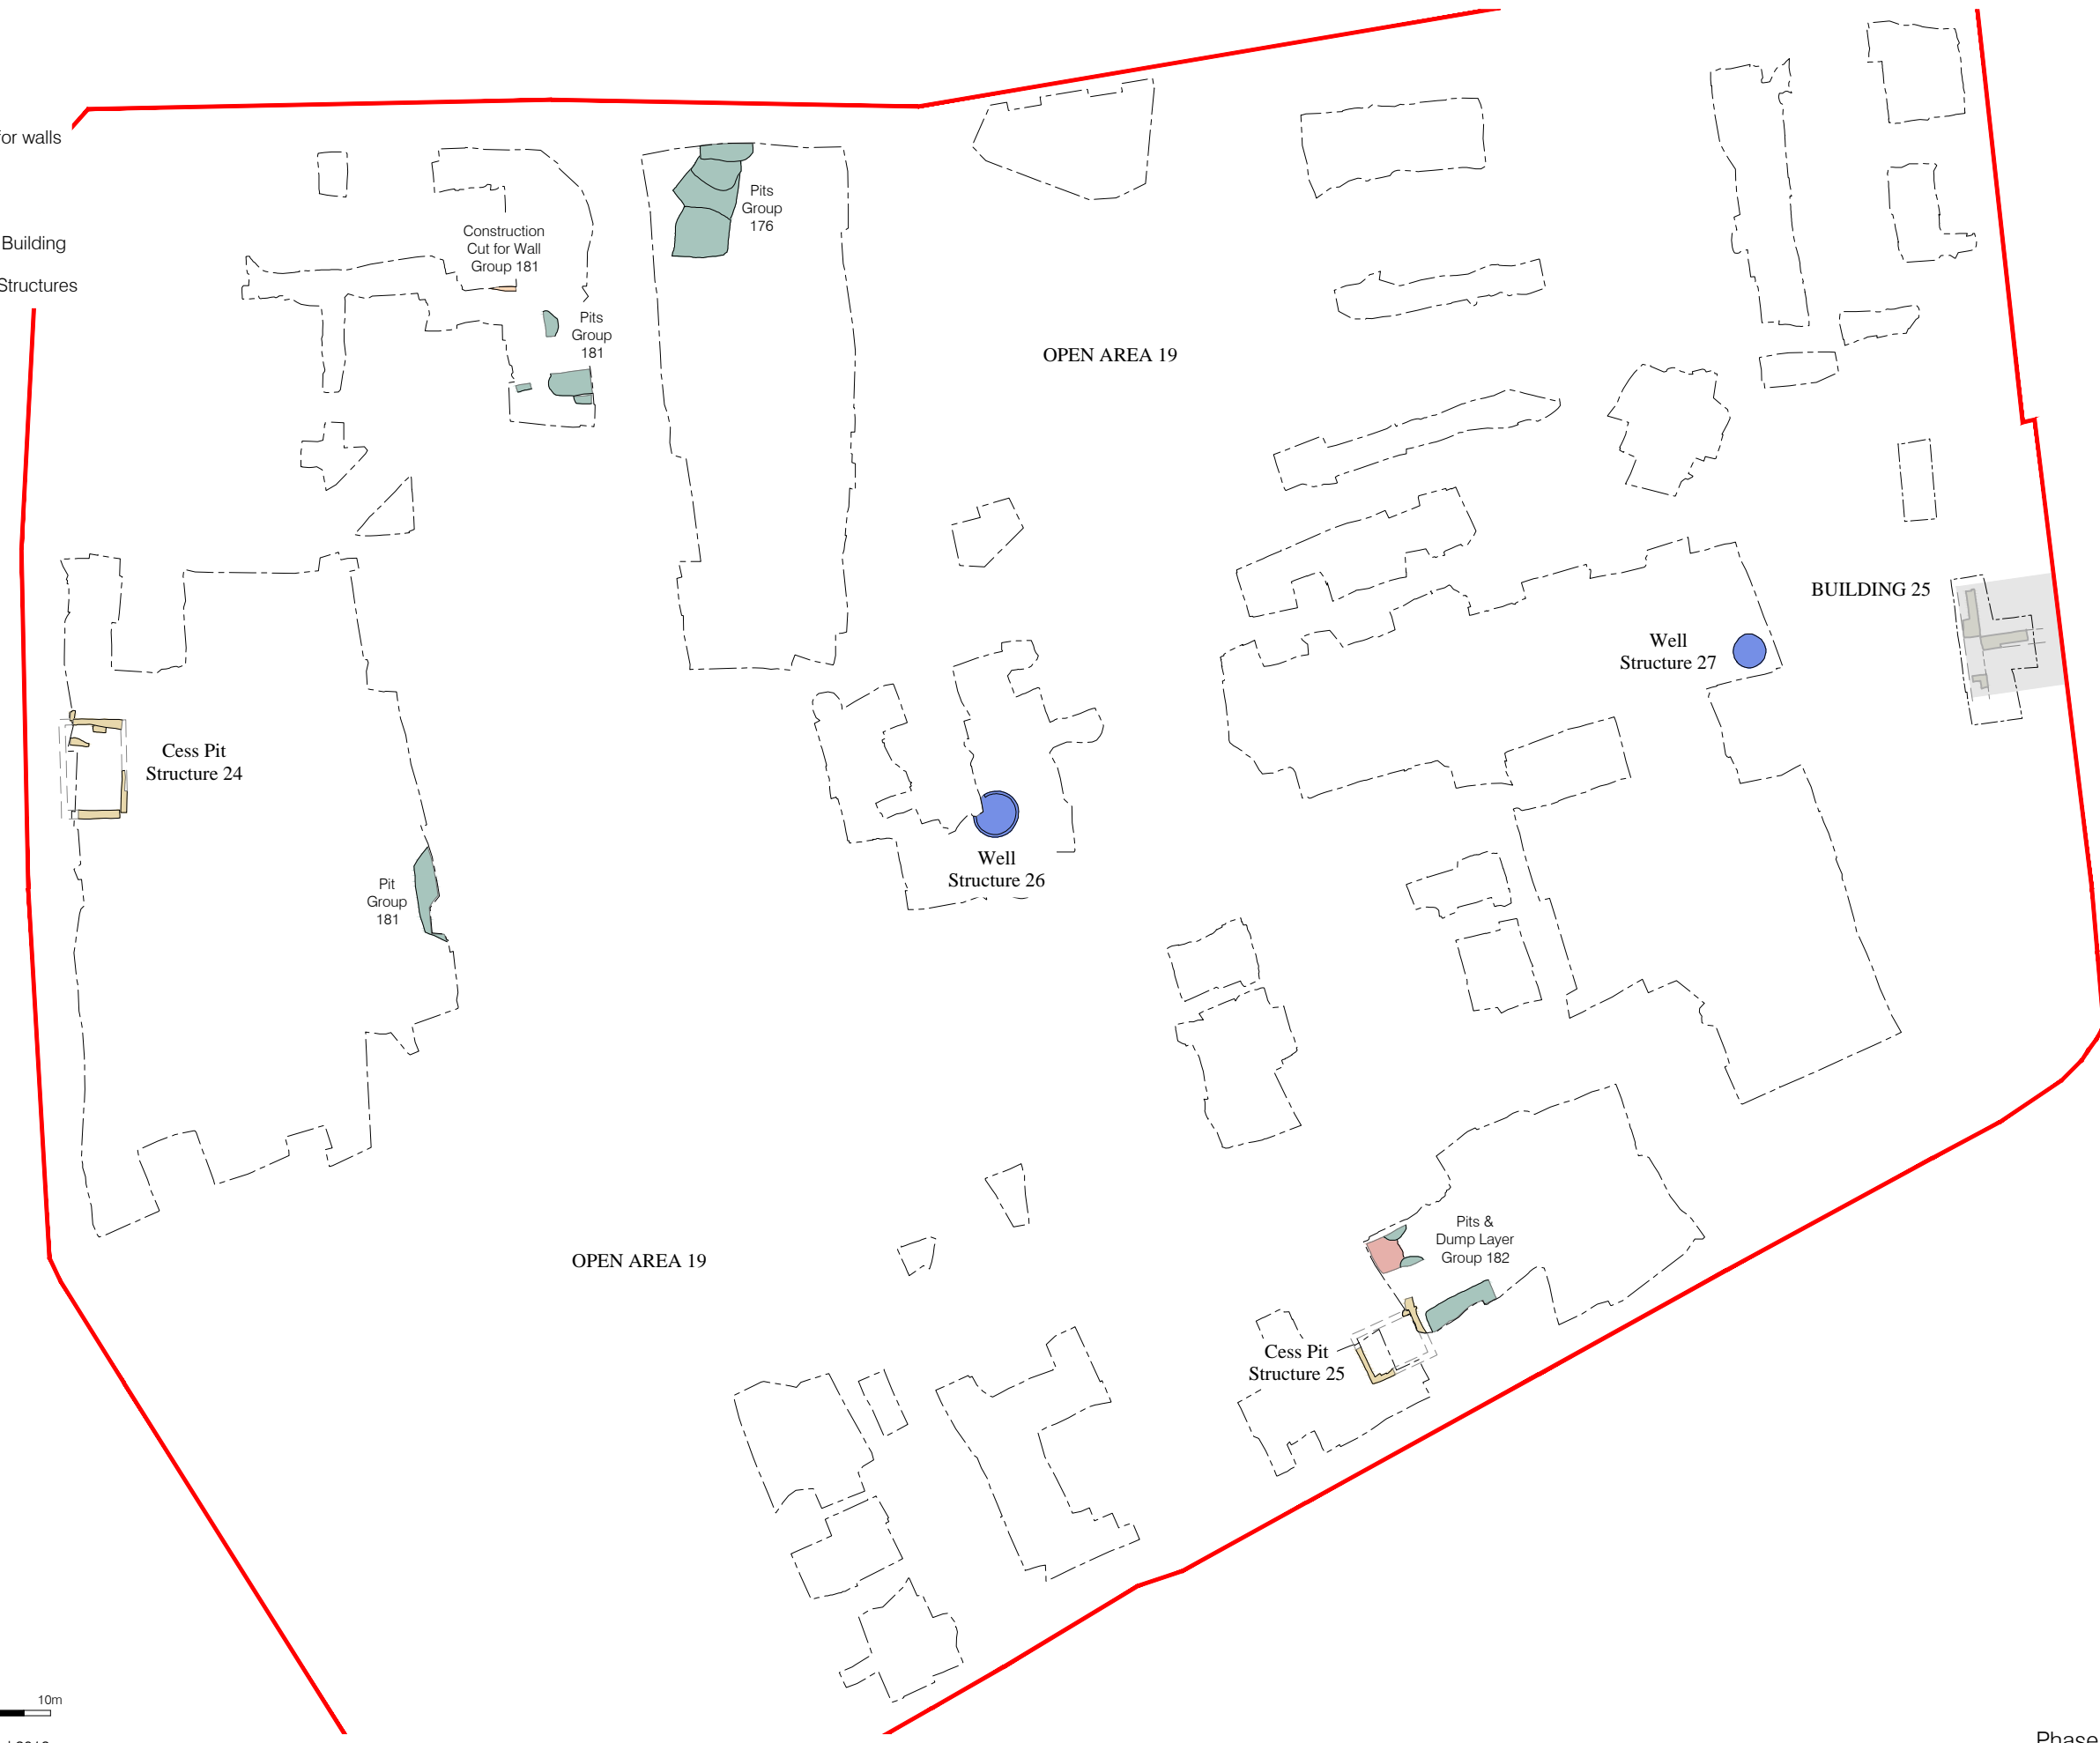 for walls
Building
Structures
Construction
Cut for Wall
Group 181
Pits
Group
176
Pits
Group
181
OPEN AREA 19
BUILDING 25
Well
Structure 27
Cess Pit
Structure 24
Well
Structure 26
Pit
Group
181
Pits &
Dump Layer
Group 182
OPEN AREA 19
Cess Pit
Structure 25
10m
Phase